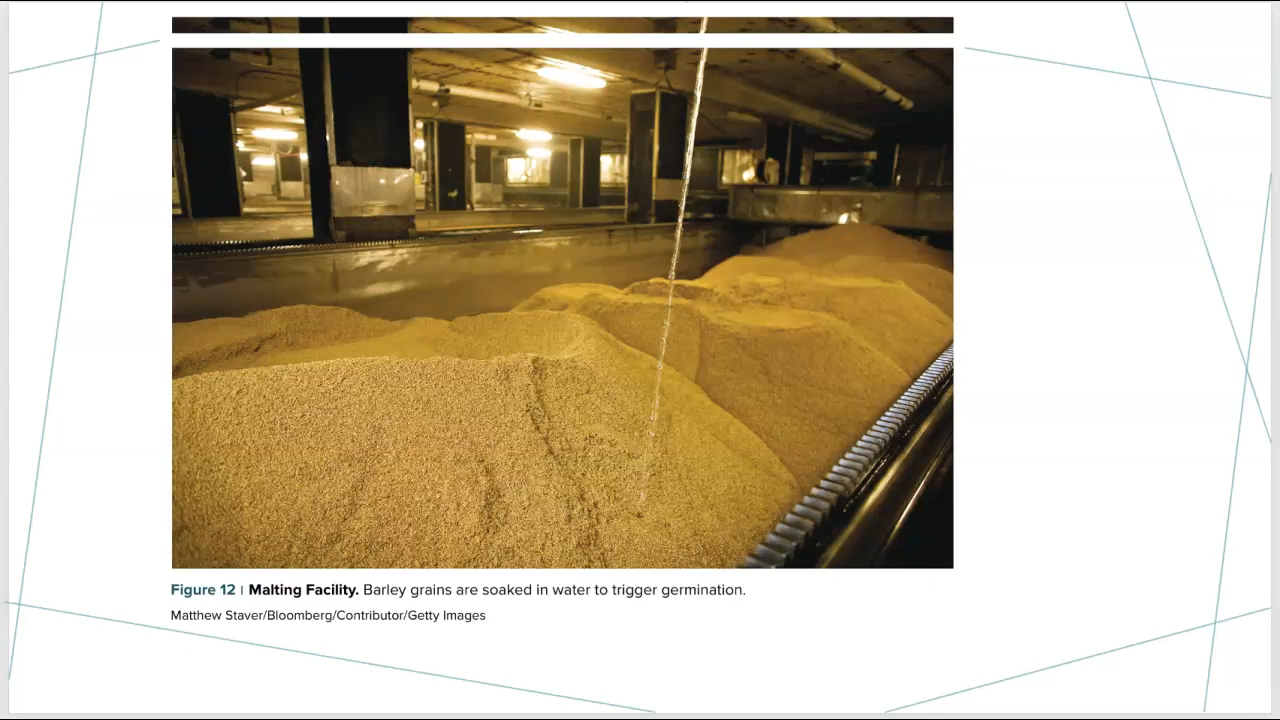 Figure 12 | Malting Facility. Barley grains are soaked in water to trigger germination.
Matthew Staver/Bloomberg/Contributor/Getty Images